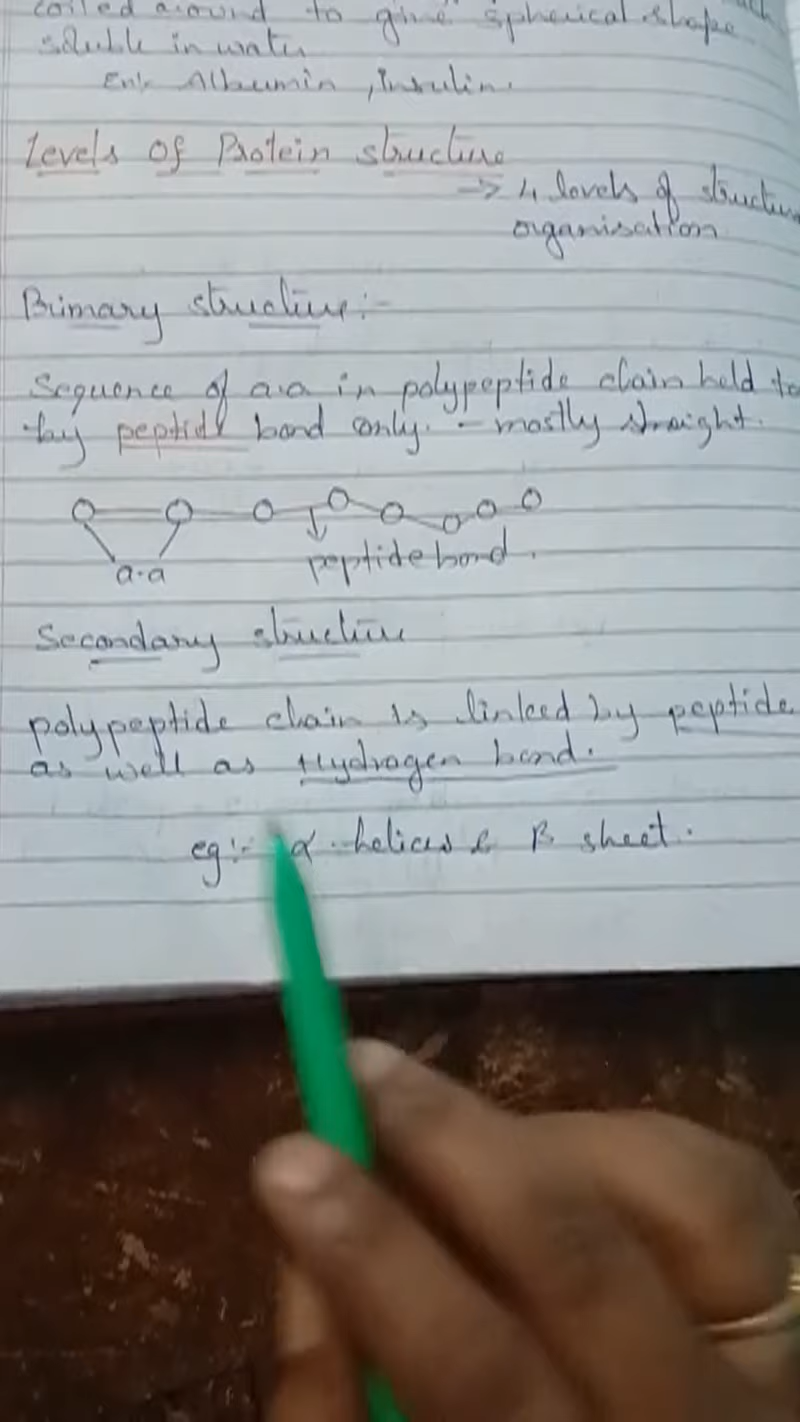 coiled around to give spherical shape
soluble in water
Albumin, insulin.
Levels of Protein structure
→ 4 levels of structure
organisation
Primary structure:-
Sequence of a.a in polypeptide chain held to
by peptide bond only. - mostly straight.
a.a peptide bond.
Secondary structure
polypeptide chain is linked by peptide
as well as Hydrogen bond.
eg:- α-helices & β sheet.